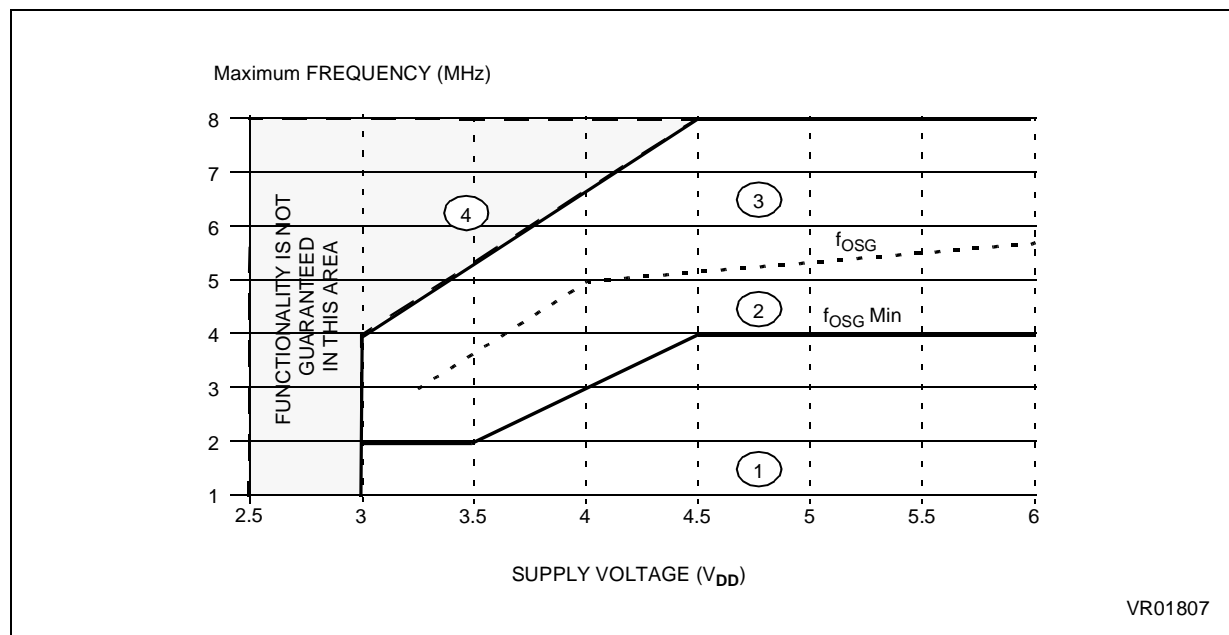 Maximum FREQUENCY (MHz)
8
7
6
5
4
3
2
1
2.5 3 3.5 4 4.5 5 5.5 6
FUNCTIONALITY IS NOT
GUARANTEED
IN THIS AREA
4
3
fOSG
2
fOSG Min
1
SUPPLY VOLTAGE (VDD)
VR01807